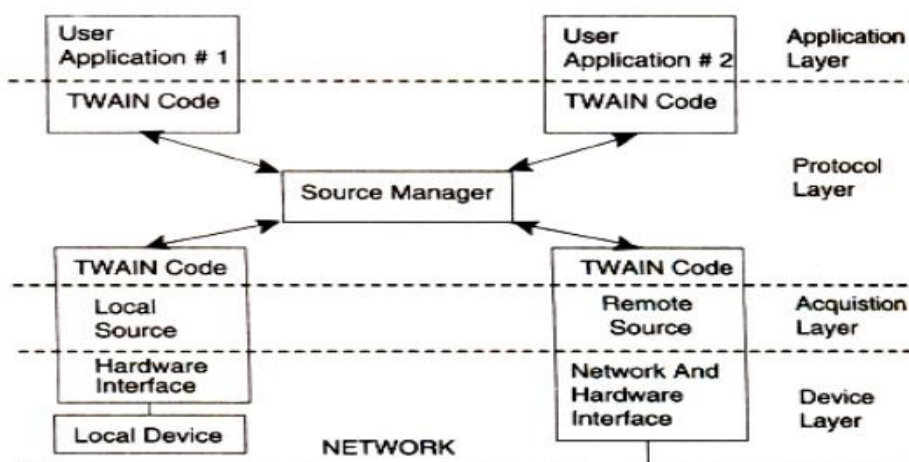 User
Application # 1
User
Application # 2
Application
Layer
TWAIN Code
TWAIN Code
Source Manager
Protocol
Layer
TWAIN Code
TWAIN Code
Local
Source
Remote
Source
Acquistion
Layer
Hardware
Interface
Network And
Hardware
Interface
Device
Layer
Local Device
NETWORK